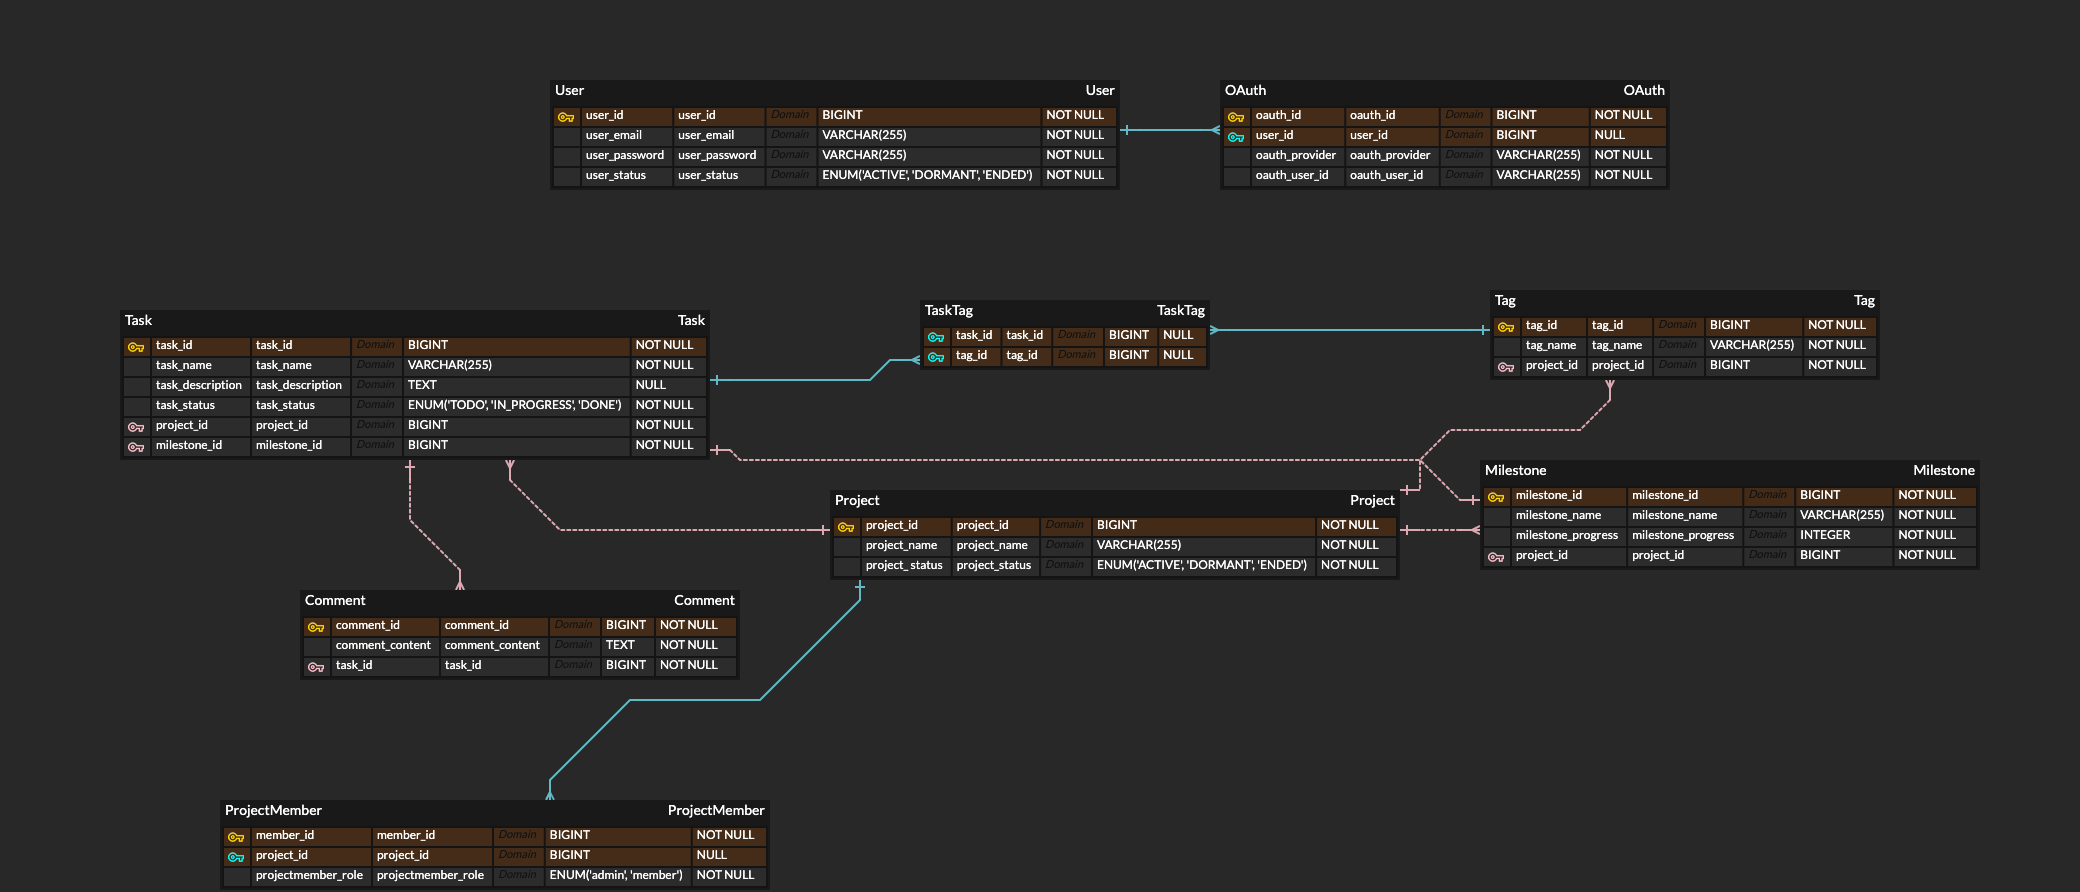 User User
user_id user_id Domain BIGINT NOT NULL
user_email user_email Domain VARCHAR(255) NOT NULL
user_password user_password Domain VARCHAR(255) NOT NULL
user_status user_status Domain ENUM('ACTIVE', 'DORMANT', 'ENDED') NOT NULL
OAuth OAuth
oauth_id oauth_id Domain BIGINT NOT NULL
user_id user_id Domain BIGINT NULL
oauth_provider oauth_provider Domain VARCHAR(255) NOT NULL
oauth_user_id oauth_user_id Domain VARCHAR(255) NOT NULL
Task Task
task_id task_id Domain BIGINT NOT NULL
task_name task_name Domain VARCHAR(255) NOT NULL
task_description task_description Domain TEXT NULL
task_status task_status Domain ENUM('TODO', 'IN_PROGRESS', 'DONE') NOT NULL
project_id project_id Domain BIGINT NOT NULL
milestone_id milestone_id Domain BIGINT NOT NULL
TaskTag TaskTag
task_id task_id Domain BIGINT NULL
tag_id tag_id Domain BIGINT NULL
Tag Tag
tag_id tag_id Domain BIGINT NOT NULL
tag_name tag_name Domain VARCHAR(255) NOT NULL
project_id project_id Domain BIGINT NOT NULL
Project Project
project_id project_id Domain BIGINT NOT NULL
project_name project_name Domain VARCHAR(255) NOT NULL
project_ status project_status Domain ENUM('ACTIVE', 'DORMANT', 'ENDED') NOT NULL
Milestone Milestone
milestone_id milestone_id Domain BIGINT NOT NULL
milestone_name milestone_name Domain VARCHAR(255) NOT NULL
milestone_progress milestone_progress Domain INTEGER NOT NULL
project_id project_id Domain BIGINT NOT NULL
Comment Comment
comment_id comment_id Domain BIGINT NOT NULL
comment_content comment_content Domain TEXT NOT NULL
task_id task_id Domain BIGINT NOT NULL
ProjectMember ProjectMember
member_id member_id Domain BIGINT NOT NULL
project_id project_id Domain BIGINT NULL
projectmember_role projectmember_role Domain ENUM('admin', 'member') NOT NULL